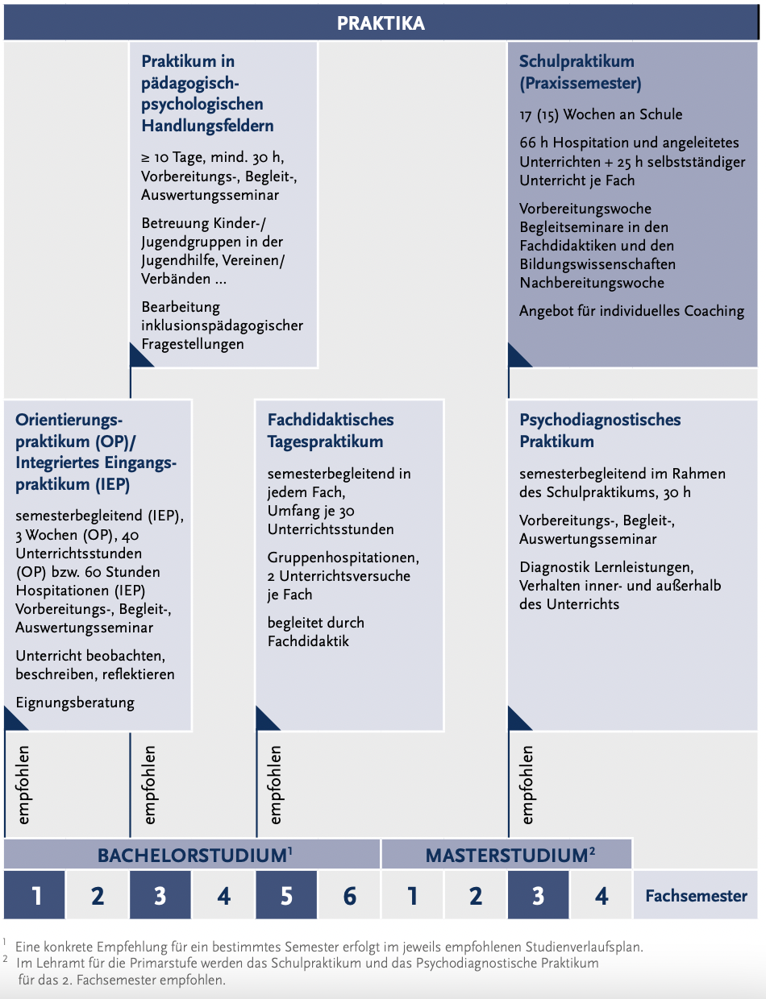 PRAKTIKA
Praktikum in
pädagogisch-
psychologischen
Handlungsfeldern
≥ 10 Tage, mind. 30 h,
Vorbereitungs-, Begleit-,
Auswertungsseminar
Betreuung Kinder-/
Jugendgruppen in der
Jugendhilfe, Vereinen/
Verbänden ...
Bearbeitung
inklusionspädagogischer
Fragestellungen
Schulpraktikum
(Praxissemester)
17 (15) Wochen an Schule
66 h Hospitation und angeleitetes
Unterrichten + 25 h selbstständiger
Unterricht je Fach
Vorbereitungswoche
Begleitseminare in den
Fachdidaktiken und den
Bildungswissenschaften
Nachbereitungswoche
Angebot für individuelles Coaching
Orientierungs-
praktikum (OP)/
Integriertes Eingangs-
praktikum (IEP)
semesterbegleitend (IEP),
3 Wochen (OP), 40
Unterrichtsstunden
(OP) bzw. 60 Stunden
Hospitationen (IEP)
Vorbereitungs-, Begleit-,
Auswertungsseminar
Unterricht beobachten,
beschreiben, reflektieren
Eignungsberatung
Fachdidaktisches
Tagespraktikum
semesterbegleitend in
jedem Fach,
Umfang je 30
Unterrichtsstunden
Gruppenhospitationen,
2 Unterrichtsversuche
je Fach
begleitet durch
Fachdidaktik
Psychodiagnostisches
Praktikum
semesterbegleitend im Rahmen
des Schulpraktikums, 30 h
Vorbereitungs-, Begleit-,
Auswertungsseminar
Diagnostik Lernleistungen,
Verhalten inner- und außerhalb
des Unterrichts
empfohlen
empfohlen
empfohlen
empfohlen
BACHELORSTUDIUM¹ MASTERSTUDIUM²
1 2 3 4 5 6 1 2 3 4 Fachsemester
¹ Eine konkrete Empfehlung für ein bestimmtes Semester erfolgt im jeweils empfohlenen Studienverlaufsplan.
² Im Lehramt für die Primarstufe werden das Schulpraktikum und das Psychodiagnostische Praktikum
für das 2. Fachsemester empfohlen.